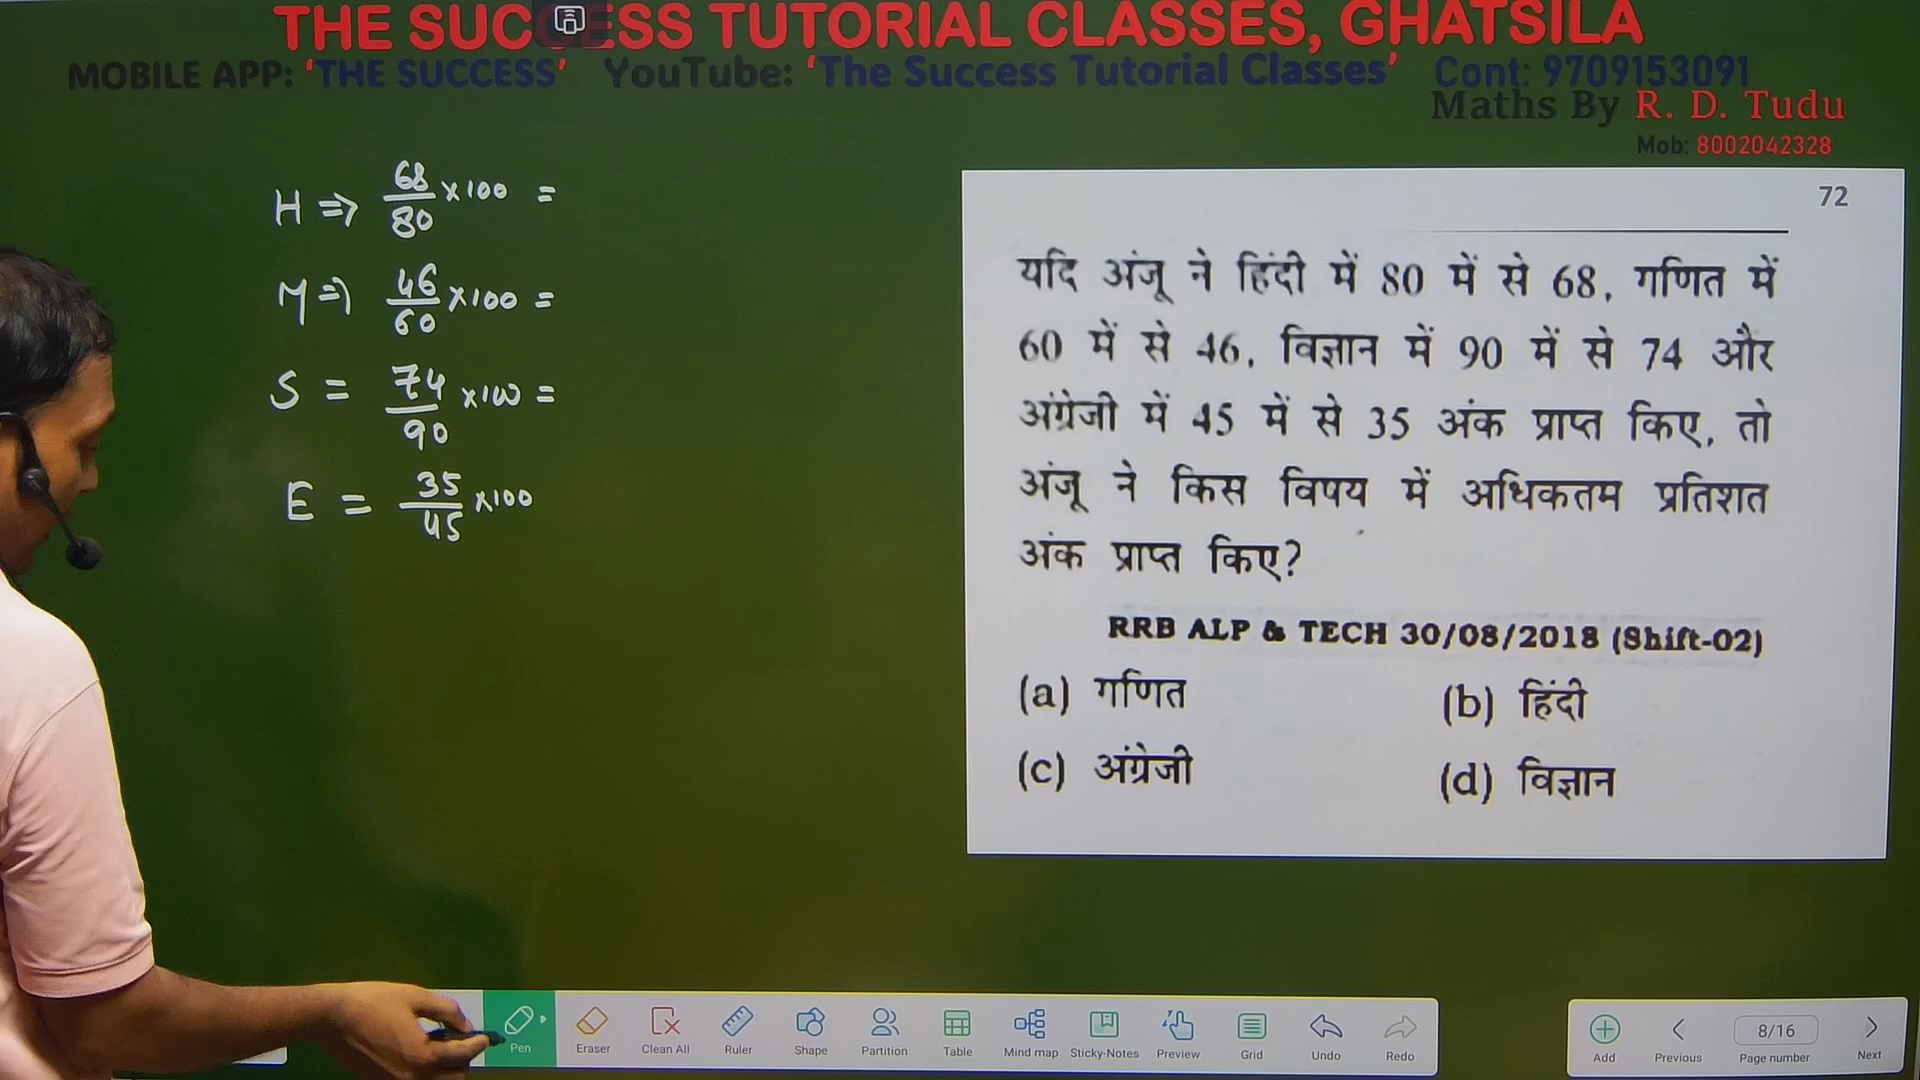 THE SUCCESS TUTORIAL CLASSES, GHATSILA
MOBILE APP: 'THE SUCCESS' YouTube: 'The Success Tutorial Classes' Cont: 9709153091
Maths By R. D. Tudu
Mob: 8002042328
H ⇒ 68/80 ×100 =
M ⇒ 46/60 ×100 =
S = 74/90 ×100 =
E = 35/45 ×100
72
यदि अंजू ने हिंदी में 80 में से 68, गणित में
60 में से 46, विज्ञान में 90 में से 74 और
अंग्रेजी में 45 में से 35 अंक प्राप्त किए, तो
अंजू ने किस विषय में अधिकतम प्रतिशत
अंक प्राप्त किए?
RRB ALP & TECH 30/08/2018 (Shift-02)
(a) गणित (b) हिंदी
(c) अंग्रेजी (d) विज्ञान
Pen Eraser Clean All Ruler Shape Partition Table Mind map Sticky-Notes Preview Grid Undo Redo
8/16
Add Previous Page number Next